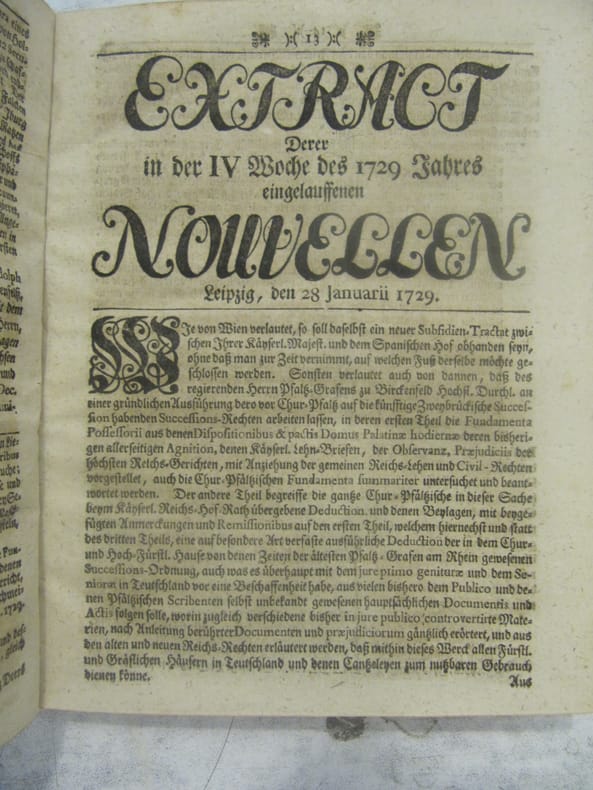 ):( 13 ):(
EXTRACT
Derer
in der IV Woche des 1729 Jahres
eingelauffenen
NOUVELLEN
Leipzig, den 28 Januarii 1729.
WJe von Wien verlautet, so soll daselbst ein neuer Subsidien-Tractat zwi-
schen Jhrer Käyserl. Majest. und dem Spanischen Hof obhanden seyn,
ohne daß man zur Zeit vernimmt, auf welchen Fuß derselbe möchte ge-
schlossen werden. Sonsten verlautet auch von dannen, daß des
regierenden Herrn Pfaltz-Grafens zu Birckenfeld Hochfl. Durchl. an
einer gründlichen Ausführung dero vor Chur-Pfaltz auf die künfftige Zweybrückische Succes-
sion habenden Successions-Rechten arbeiten lassen, in deren ersten Theil die Fundamenta
Possessorii aus denen Dispositionibus & pactis Domus Palatinæ hodiernæ deren bisheri-
gen allerseitigen Agnition, denen Käyserl. Lehn-Briefen, der Observanz, Præjudiciis des
höchsten Reichs-Gerichten, mit Anziehung der gemeinen Reichs-Lehen und Civil-Rechten
vorgestellet, auch die Chur-Pfältzischen Fundamenta summariter untersuchet und beant-
wortet werden. Der andere Theil begreiffe die gantze Chur-Pfältzische in dieser Sache
beym Käyserl. Reichs-Hof-Rath übergebene Deduction und denen Beylagen, mit beyge-
fügten Anmerckungen und Remissionibus auf den ersten Theil, welchem hiernechst und statt
des dritten Theils, eine auf besondere Art verfaste ausführliche Deduction der in dem Chur-
und Hoch-Fürstl. Hause von denen Zeiten der ältesten Pfaltz-Grafen am Rhein gewesenen
Successions-Ordnung, auch was es überhaupt mit dem jure primo genituræ und dem Se-
nioræ in Teutschland vor eine Beschaffenheit habe, aus vielen bishero dem Publico und de-
nen Pfältzischen Scribenten selbst unbekandt gewesenen hauptsächlichen Documentis und
Actis folgen solle, worin zugleich verschiedene bisher in jure publico controvertirte Mate-
rien, nach Anleitung berührter Documenten und præjudiciorum gäntzlich erörtert, und aus
den alten und neuen Reichs-Rechten erläutert werden, daß mithin dieses Werck allen Fürstl.
und Gräflichen Häusern in Teutschland und denen Cantzeleyen zum nutzbaren Gebrauch
dienen könne.
Aus